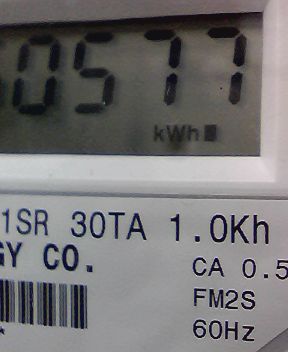 0577
kWh
1SR 30TA 1.0Kh
GY CO.
CA 0.5
FM2S
60Hz